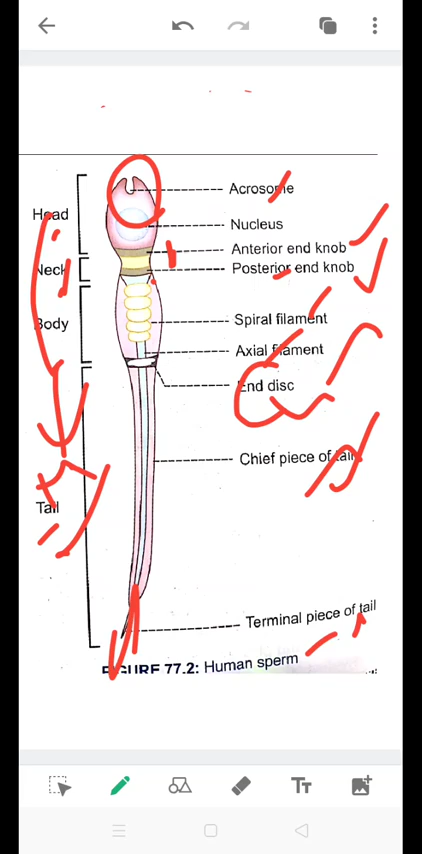 Acrosome
Head
Nucleus
Anterior end knob
Neck
Posterior end knob
Spiral filament
Body
Axial filament
End disc
Chief piece of tail
Tail
Terminal piece of tail
FIGURE 77.2: Human sperm
Tт